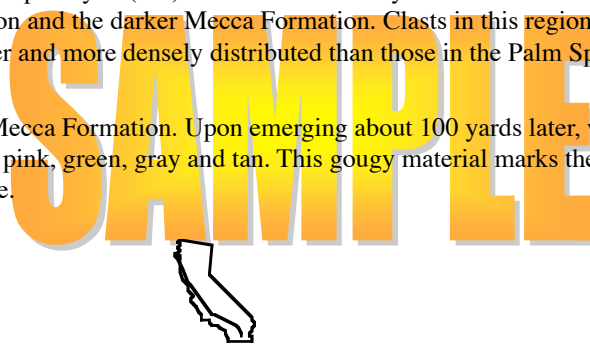 on and the darker Mecca Formation. Clasts in this region
er and more densely distributed than those in the Palm Sp
SAMPLE
Mecca Formation. Upon emerging about 100 yards later,
pink, green, gray and tan. This gougy material marks the
e.